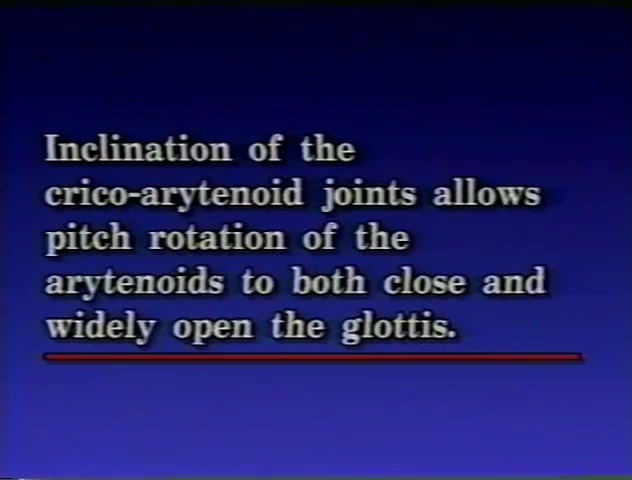 Inclination of the
crico-arytenoid joints allows
pitch rotation of the
arytenoids to both close and
widely open the glottis.